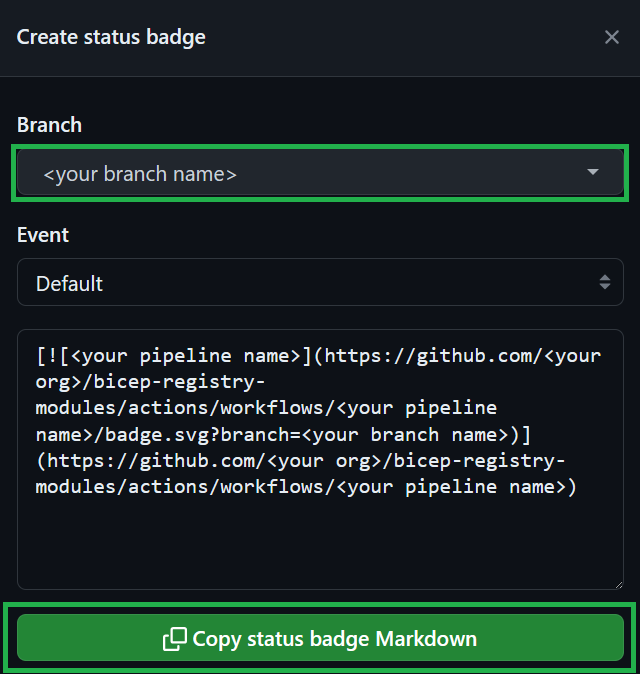 Create status badge
Branch
<your branch name>
Event
Default
[![<your pipeline name>](https://github.com/<your
org>/bicep-registry-
modules/actions/workflows/<your pipeline
name>/badge.svg?branch=<your branch name>)]
(https://github.com/<your org>/bicep-registry-
modules/actions/workflows/<your pipeline name>)
Copy status badge Markdown